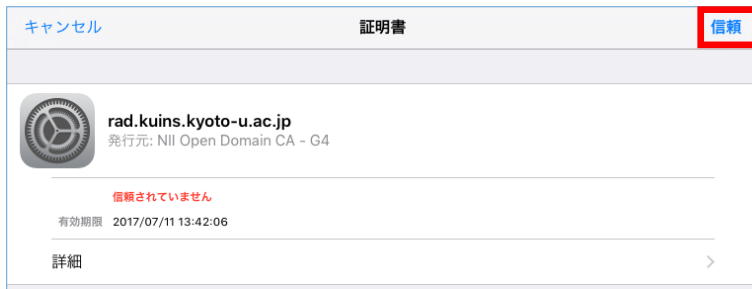 キャンセル 証明書 信頼
rad.kuins.kyoto-u.ac.jp
発行元: NII Open Domain CA - G4
信頼されていません
有効期限 2017/07/11 13:42:06
詳細